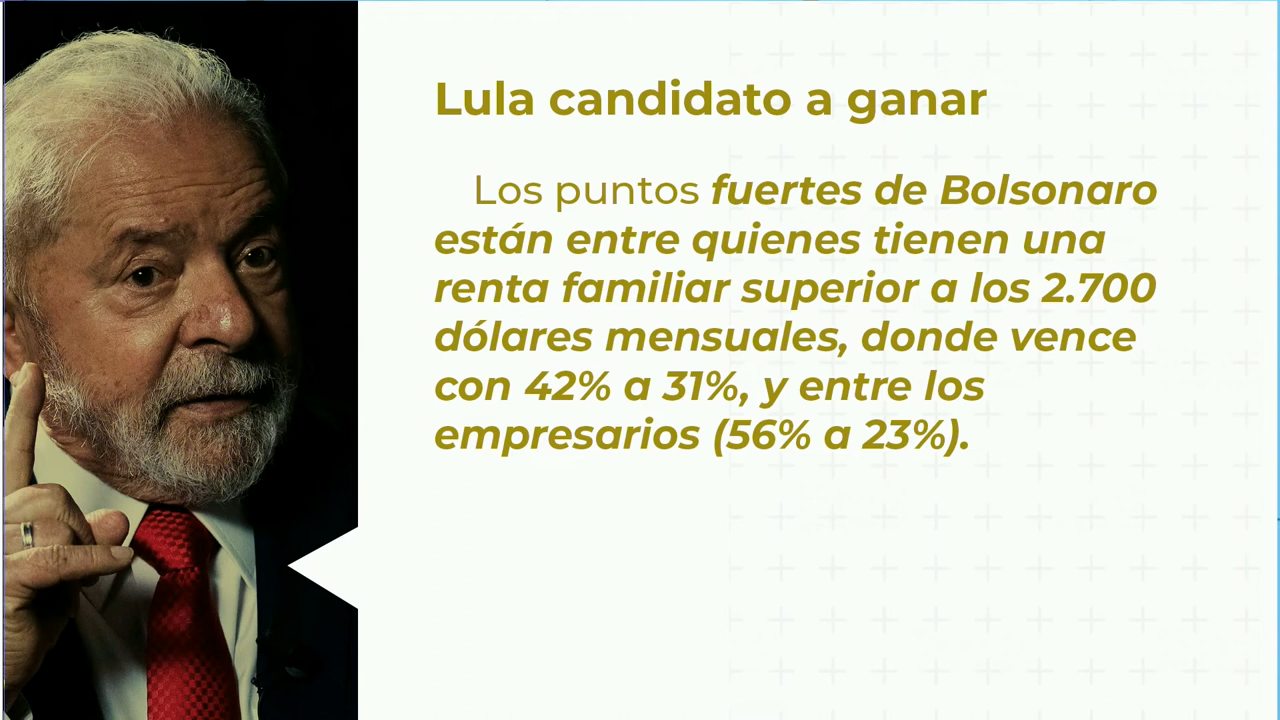 Lula candidato a ganar
Los puntos fuertes de Bolsonaro
están entre quienes tienen una
renta familiar superior a los 2.700
dólares mensuales, donde vence
con 42% a 31%, y entre los
empresarios (56% a 23%).